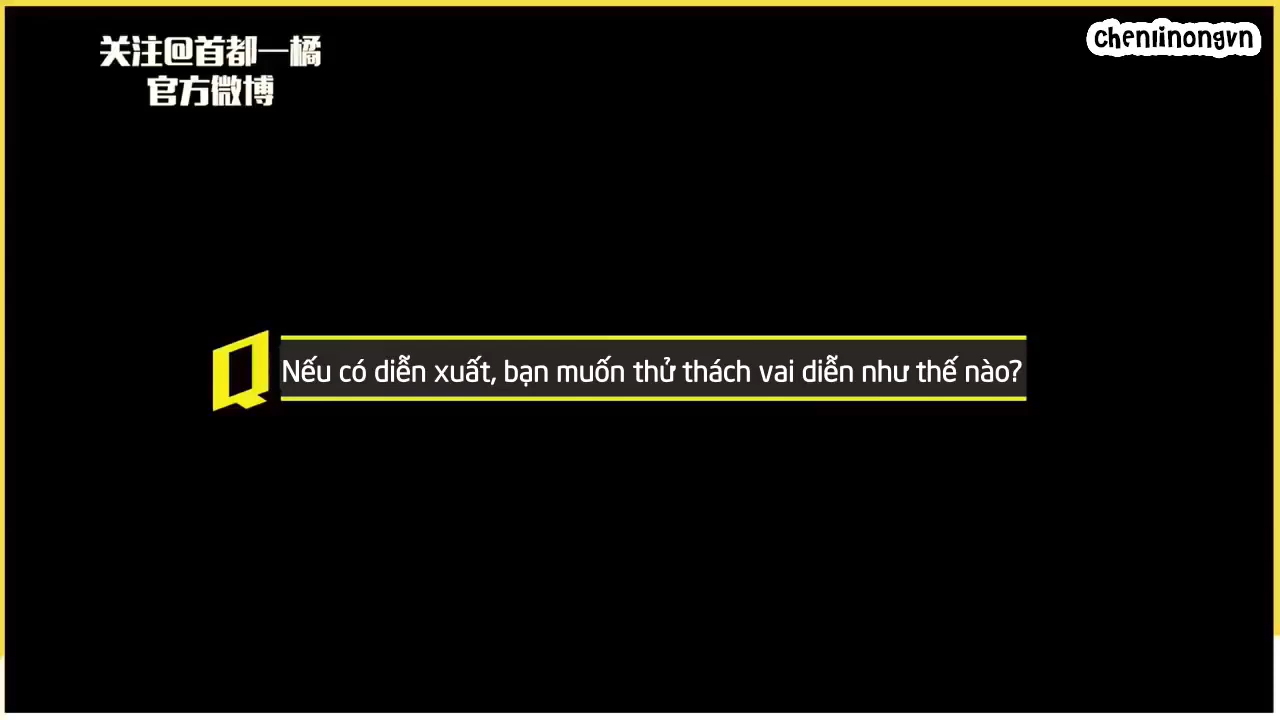 关注@首都一橘
官方微博
chenlinongvn
Q
Nếu có diễn xuất, bạn muốn thử thách vai diễn như thế nào?